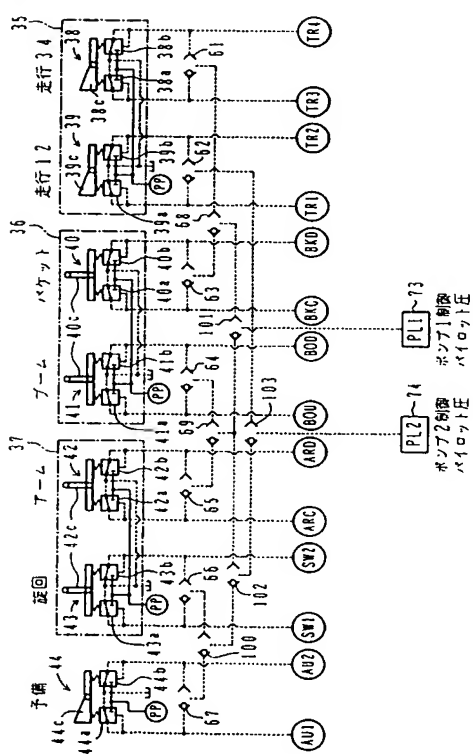 35
走行34
38
38c
38b
38a
走行12
39
39c
39b
39a
PP
36
バケット
40
40c
40b
40a
ブーム
41
41c
41b
41a
PP
37
アーム
42
42c
42b
42a
旋回
43
43c
43b
43a
PP
予備
44
44c
44b
44a
PP
61
62
68
63
101
64
69
103
65
66
102
100
67
TR4
TR3
TR2
TR1
BKD
BKC
BOD
BOU
ARD
ARC
SW2
SW1
AU2
AU1
PL1
73
ポンプ1制御
パイロット圧
PL2
74
ポンプ2制御
パイロット圧